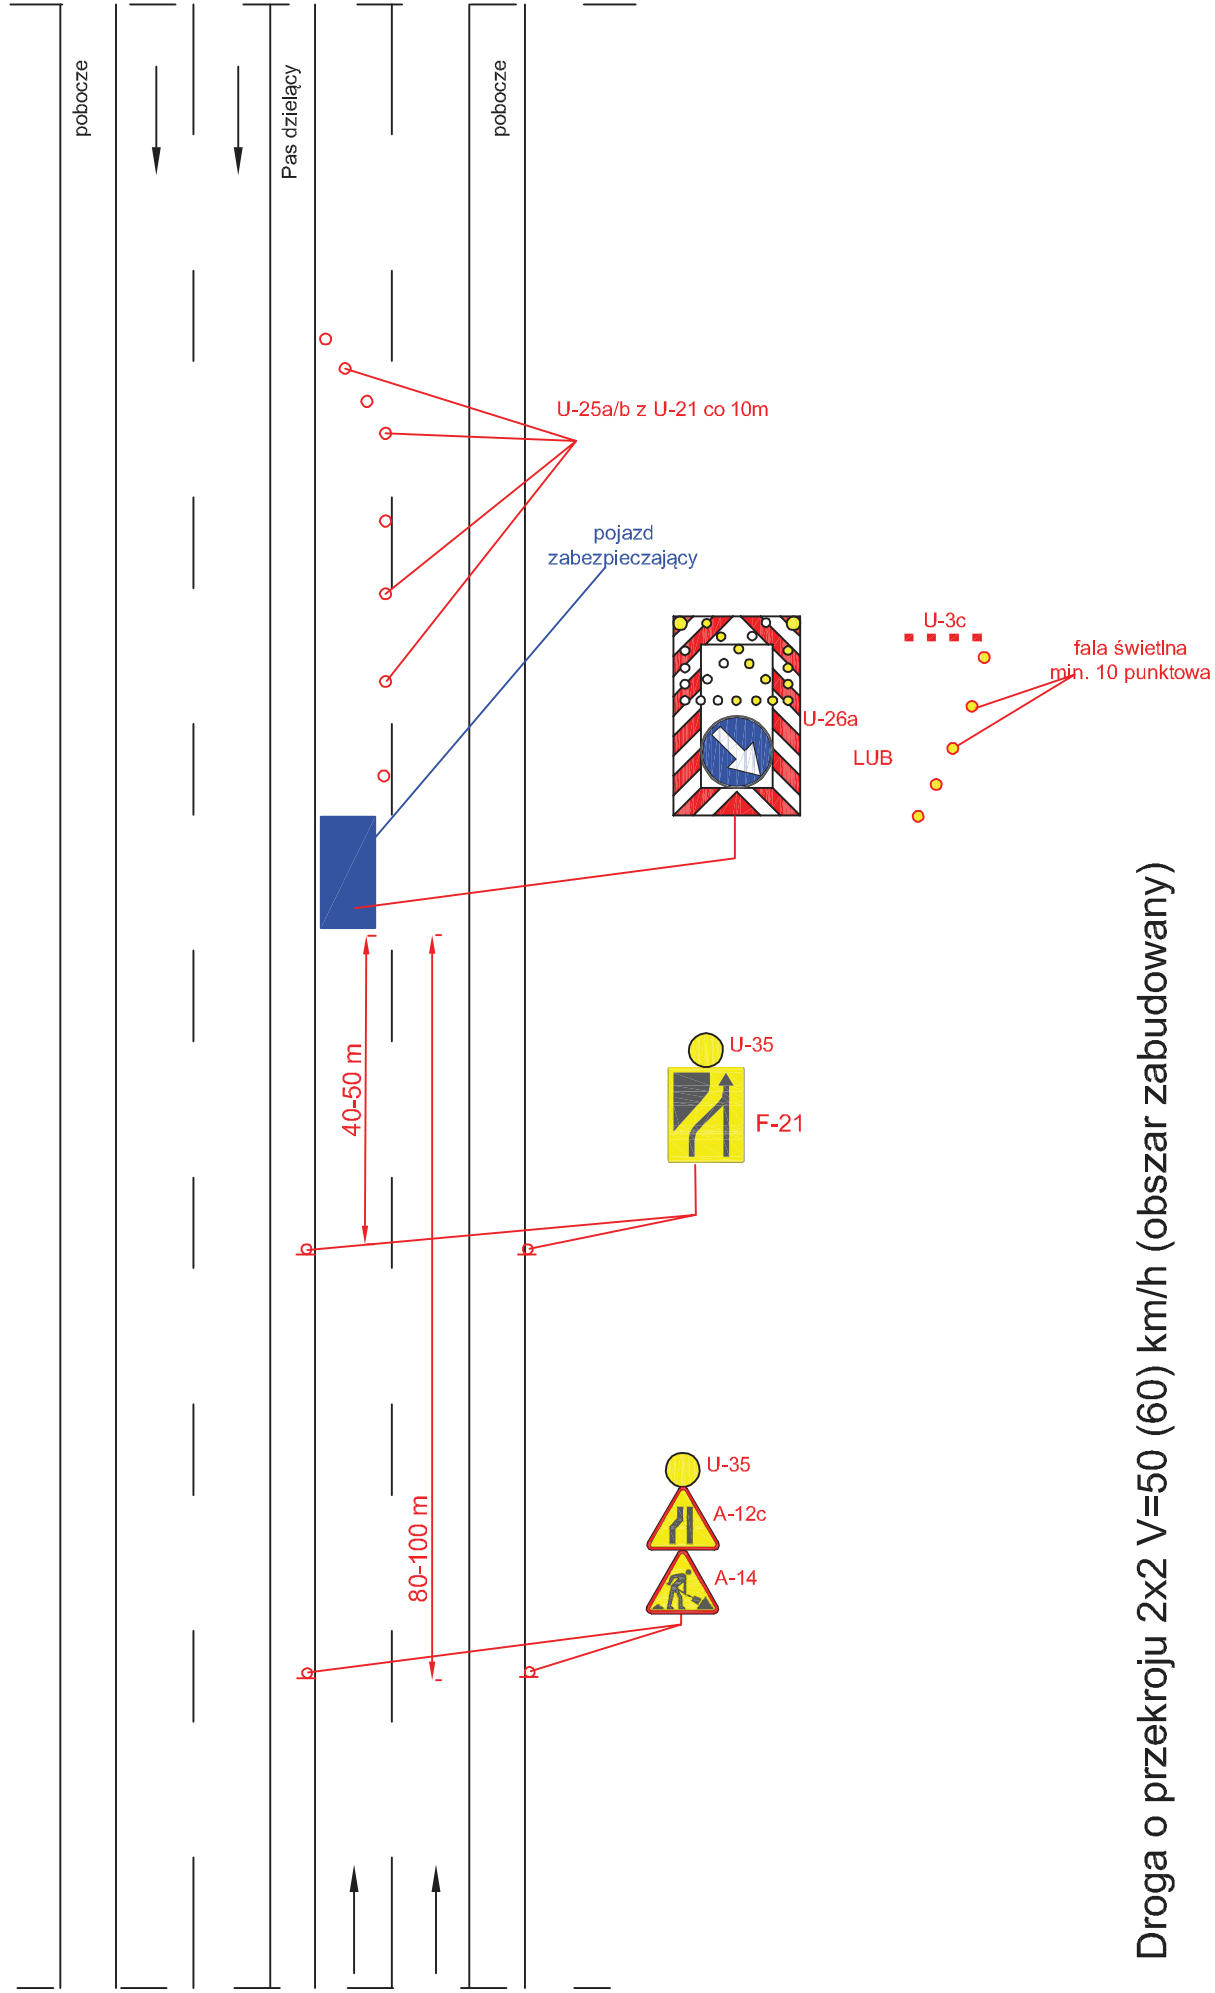 pobocze
Pas dzielący
pobocze
U-25a/b z U-21 co 10m
pojazd
zabezpieczający
U-3c
fala świetlna
min. 10 punktowa
U-26a
LUB
40-50 m
U-35
F-21
80-100 m
U-35
A-12c
A-14
Droga o przekroju 2x2 V=50 (60) km/h (obszar zabudowany)